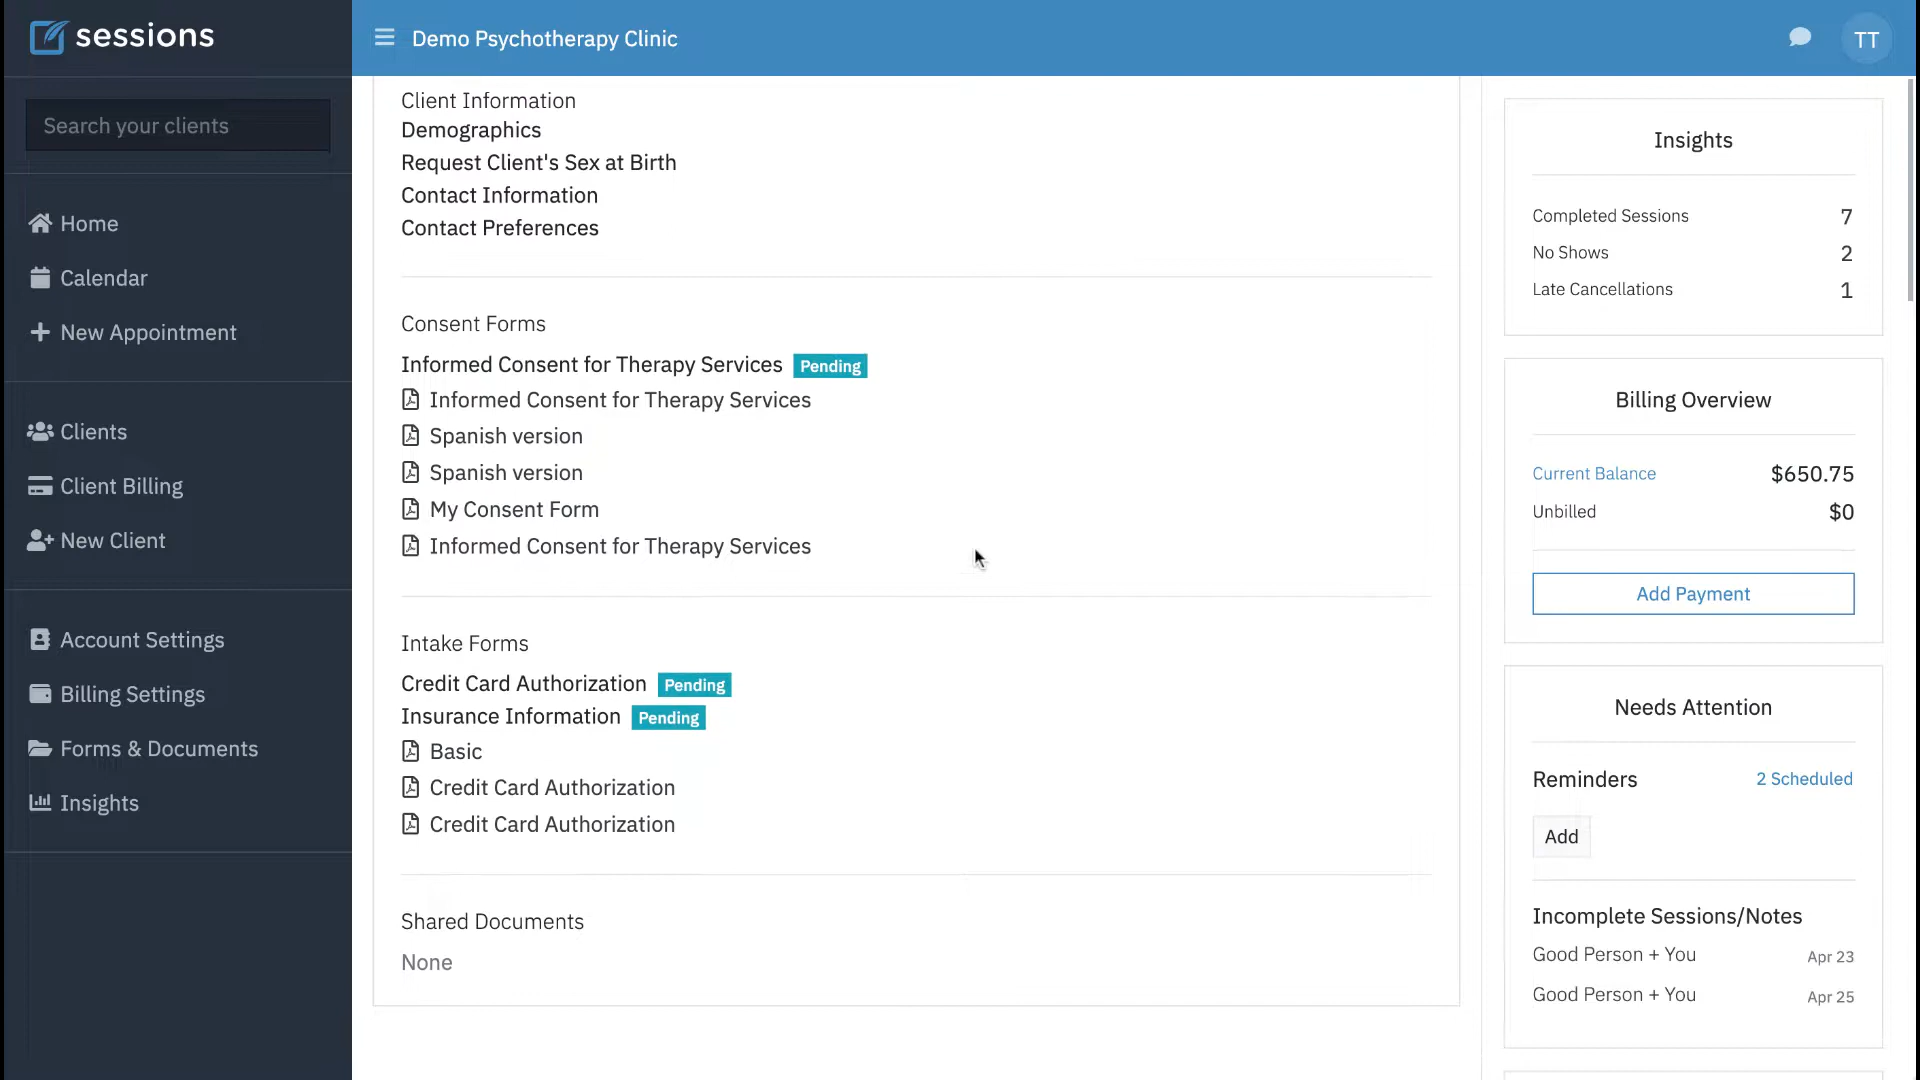 sessions
Demo Psychotherapy Clinic
TT
Search your clients
Home
Calendar
New Appointment
Clients
Client Billing
New Client
Account Settings
Billing Settings
Forms & Documents
Insights
Client Information
Demographics
Request Client's Sex at Birth
Contact Information
Contact Preferences
Consent Forms
Informed Consent for Therapy Services Pending
Informed Consent for Therapy Services
Spanish version
Spanish version
My Consent Form
Informed Consent for Therapy Services
Intake Forms
Credit Card Authorization Pending
Insurance Information Pending
Basic
Credit Card Authorization
Credit Card Authorization
Shared Documents
None
Insights
Completed Sessions 7
No Shows 2
Late Cancellations 1
Billing Overview
Current Balance $650.75
Unbilled $0
Add Payment
Needs Attention
Reminders 2 Scheduled
Add
Incomplete Sessions/Notes
Good Person + You Apr 23
Good Person + You Apr 25